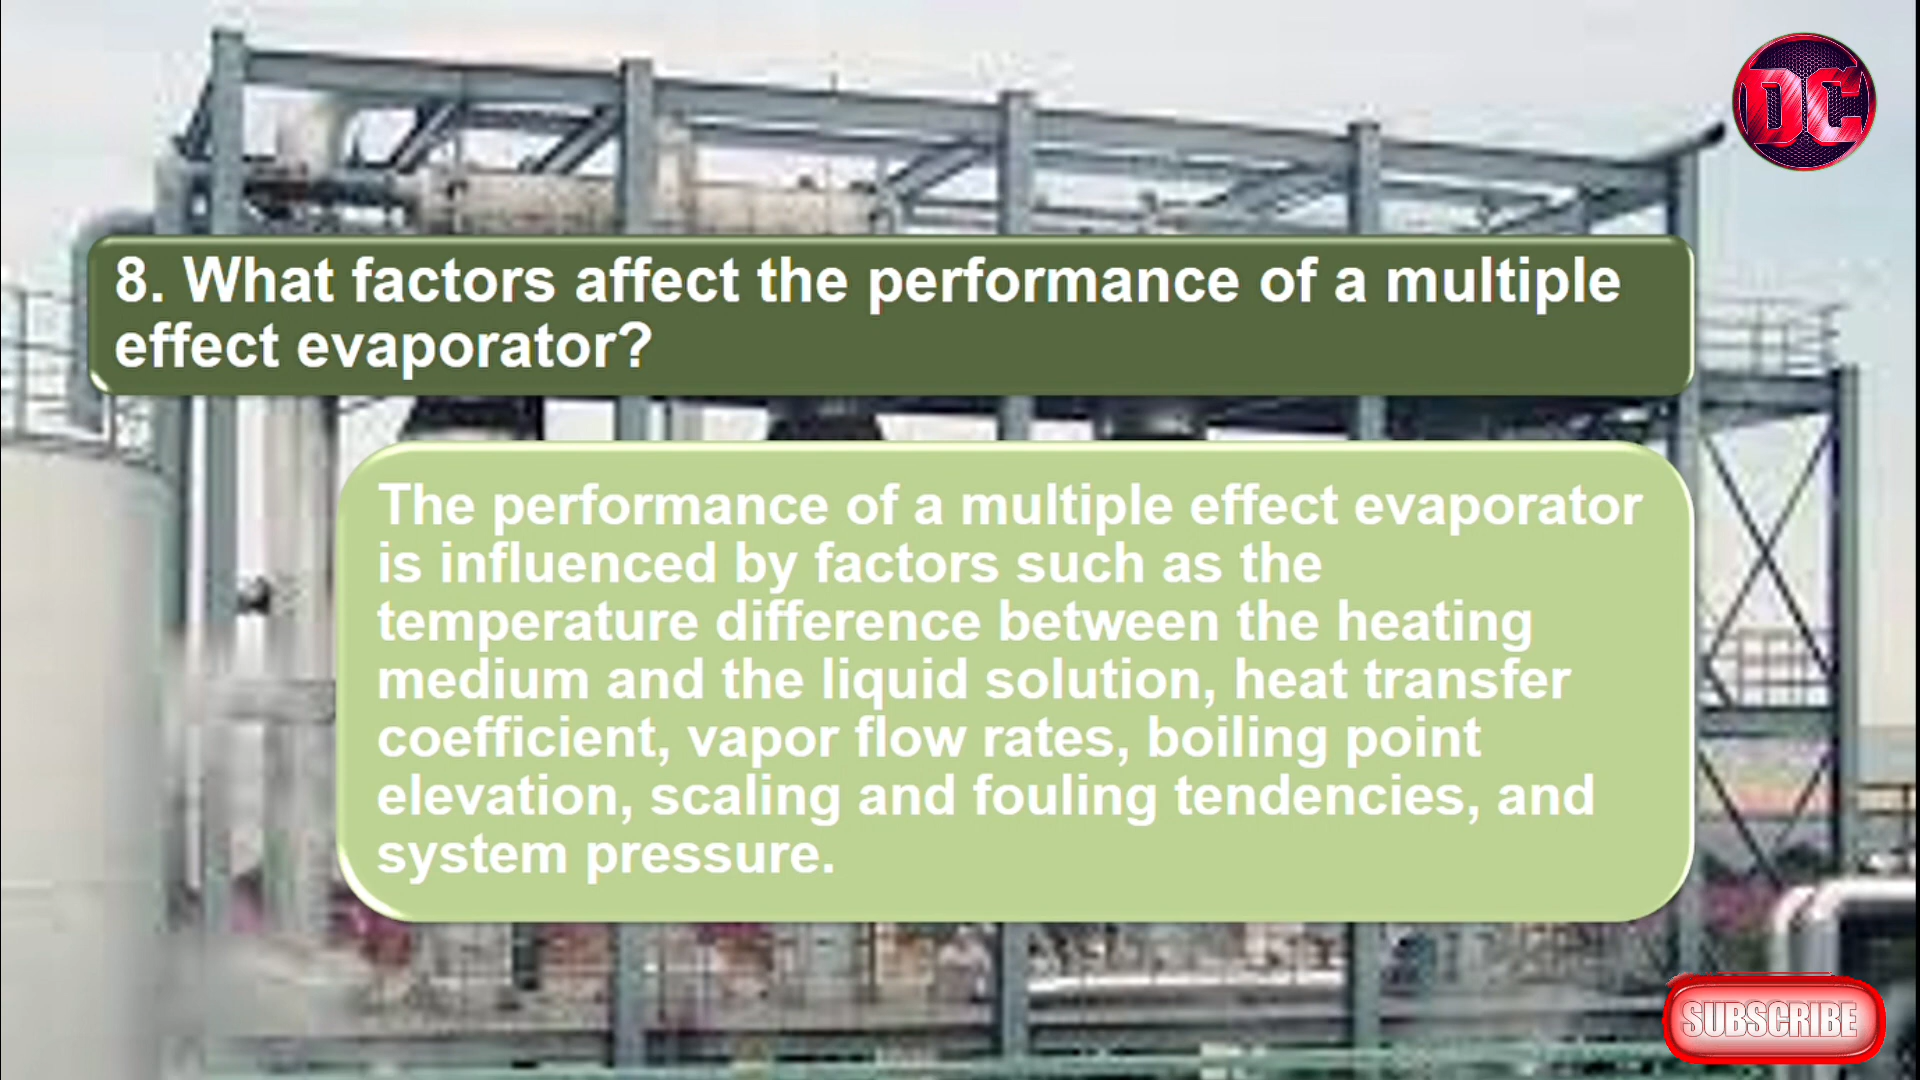 DC
8. What factors affect the performance of a multiple
effect evaporator?
The performance of a multiple effect evaporator
is influenced by factors such as the
temperature difference between the heating
medium and the liquid solution, heat transfer
coefficient, vapor flow rates, boiling point
elevation, scaling and fouling tendencies, and
system pressure.
SUBSCRIBE